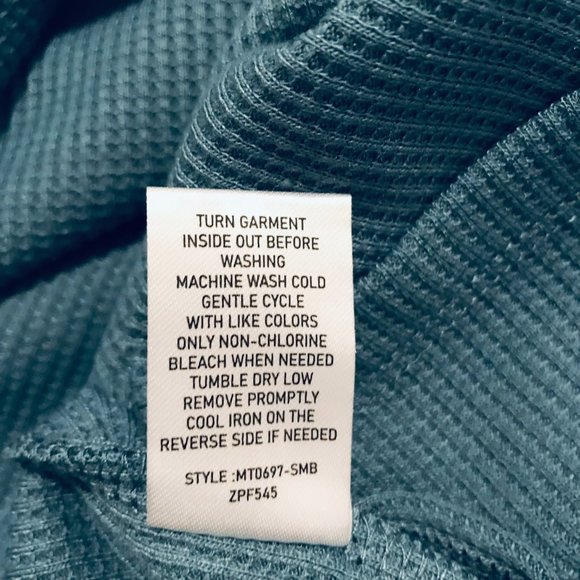 TURN GARMENT
INSIDE OUT BEFORE
WASHING
MACHINE WASH COLD
GENTLE CYCLE
WITH LIKE COLORS
ONLY NON-CHLORINE
BLEACH WHEN NEEDED
TUMBLE DRY LOW
REMOVE PROMPTLY
COOL IRON ON THE
REVERSE SIDE IF NEEDED
STYLE :MT0697-SMB
ZPF545